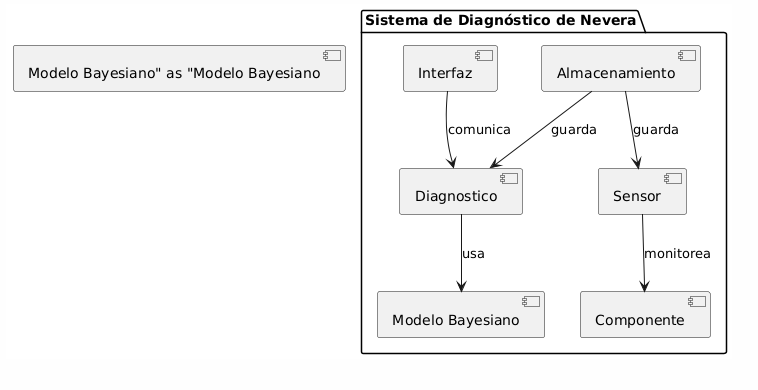 Sistema de Diagnóstico de Nevera
Modelo Bayesiano" as "Modelo Bayesiano
Interfaz
Almacenamiento
comunica
guarda
guarda
Diagnostico
Sensor
usa
monitorea
Modelo Bayesiano
Componente